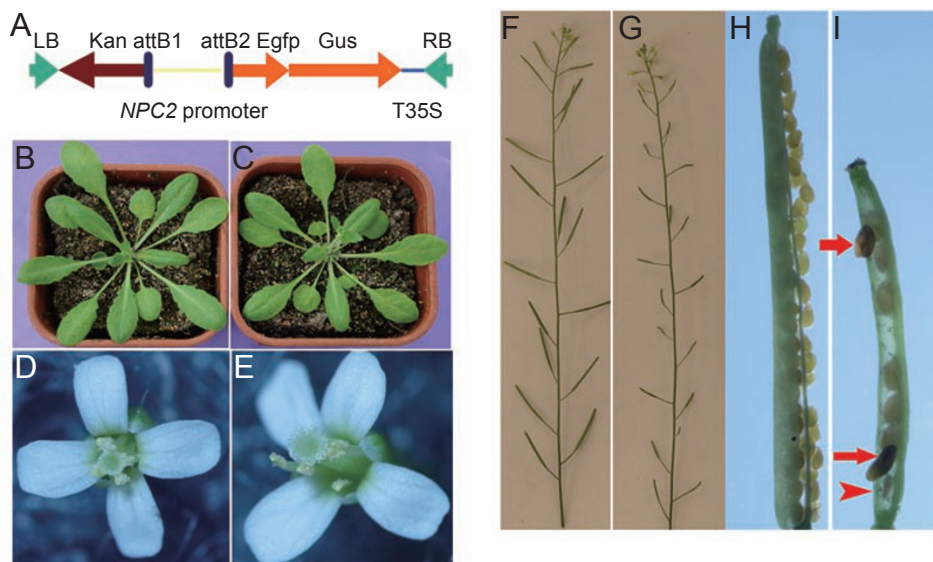 A
LB Kan attB1 attB2 Egfp Gus RB
NPC2 promoter T35S
B C
D E
F G H I